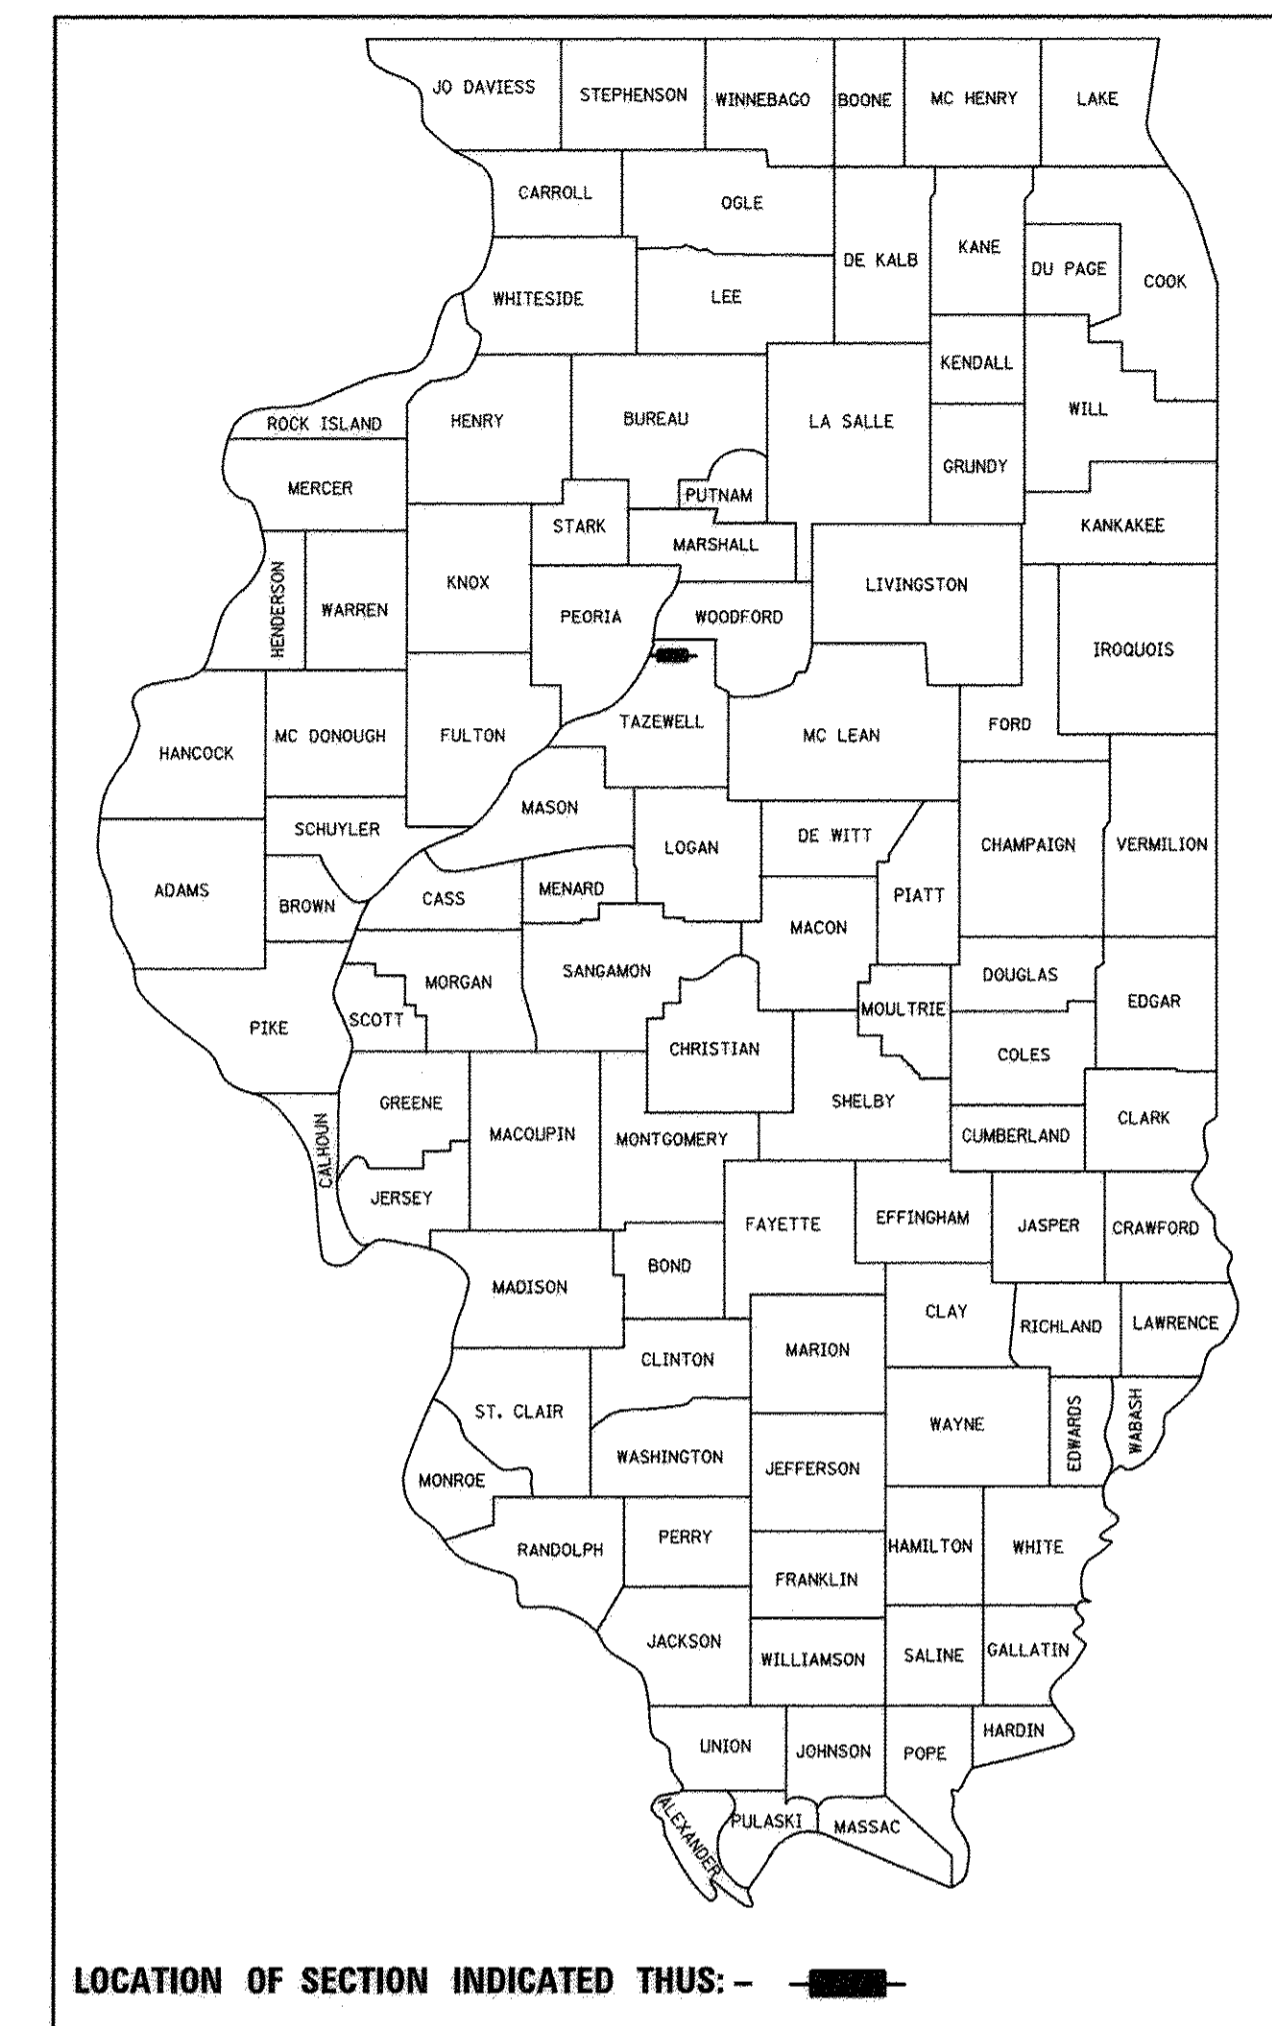 JO DAVIESS
STEPHENSON
WINNEBAGO
BOONE
MC HENRY
LAKE
CARROLL
OGLE
DE KALB
KANE
DU PAGE
COOK
WHITESIDE
LEE
KENDALL
ROCK ISLAND
HENRY
BUREAU
LA SALLE
WILL
GRUNDY
MERCER
PUTNAM
STARK
KANKAKEE
MARSHALL
HENDERSON
WARREN
KNOX
PEORIA
WOODFORD
LIVINGSTON
IROQUOIS
HANCOCK
MC DONOUGH
FULTON
TAZEWELL
MC LEAN
FORD
MASON
SCHUYLER
LOGAN
DE WITT
CHAMPAIGN
VERMILION
ADAMS
BROWN
CASS
MENARD
PIATT
MACON
MORGAN
SANGAMON
DOUGLAS
EDGAR
PIKE
SCOTT
MOULTRIE
CHRISTIAN
COLES
GREENE
SHELBY
CALHOUN
MACOUPIN
MONTGOMERY
CUMBERLAND
CLARK
JERSEY
FAYETTE
EFFINGHAM
JASPER
CRAWFORD
MADISON
BOND
CLAY
RICHLAND
LAWRENCE
CLINTON
MARION
ST. CLAIR
WAYNE
EDWARDS
WABASH
WASHINGTON
JEFFERSON
MONROE
RANDOLPH
PERRY
HAMILTON
WHITE
FRANKLIN
JACKSON
WILLIAMSON
SALINE
GALLATIN
UNION
JOHNSON
POPE
HARDIN
ALEXANDER
PULASKI
MASSAC
LOCATION OF SECTION INDICATED THUS: –